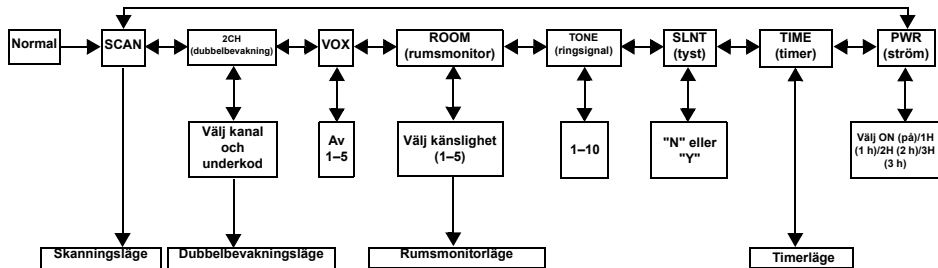 Normal
SCAN
2CH
(dubbelbevakning)
VOX
ROOM
(rumsmonitor)
TONE
(ringsignal)
SLNT
(tyst)
TIME
(timer)
PWR
(ström)
Välj kanal
och
underkod
Av
1–5
Välj känslighet
(1–5)
1–10
"N" eller
"Y"
Välj ON (på)/1H
(1 h)/2H (2 h)/3H
(3 h)
Skanningsläge
Dubbelbevakningsläge
Rumsmonitorläge
Timerläge